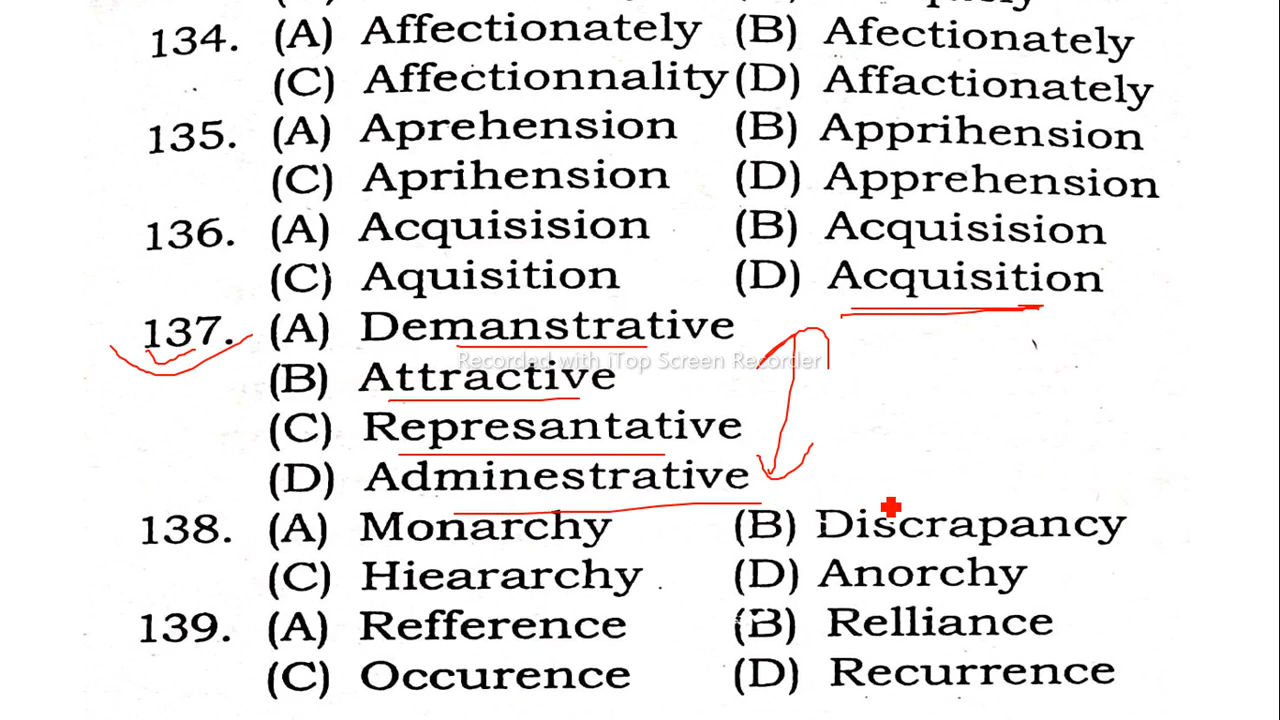 134. (A) Affectionately (B) Afectionately
(C) Affectionnality (D) Affactionately
135. (A) Aprehension (B) Apprihension
(C) Aprihension (D) Apprehension
136. (A) Acquisision (B) Acquisision
(C) Aquisition (D) Acquisition
137. (A) Demanstrative
Recorded with iTop Screen Recorder
(B) Attractive
(C) Represantative
(D) Adminestrative
138. (A) Monarchy (B) Discrapancy
(C) Hieararchy (D) Anorchy
139. (A) Refference (B) Relliance
(C) Occurence (D) Recurrence